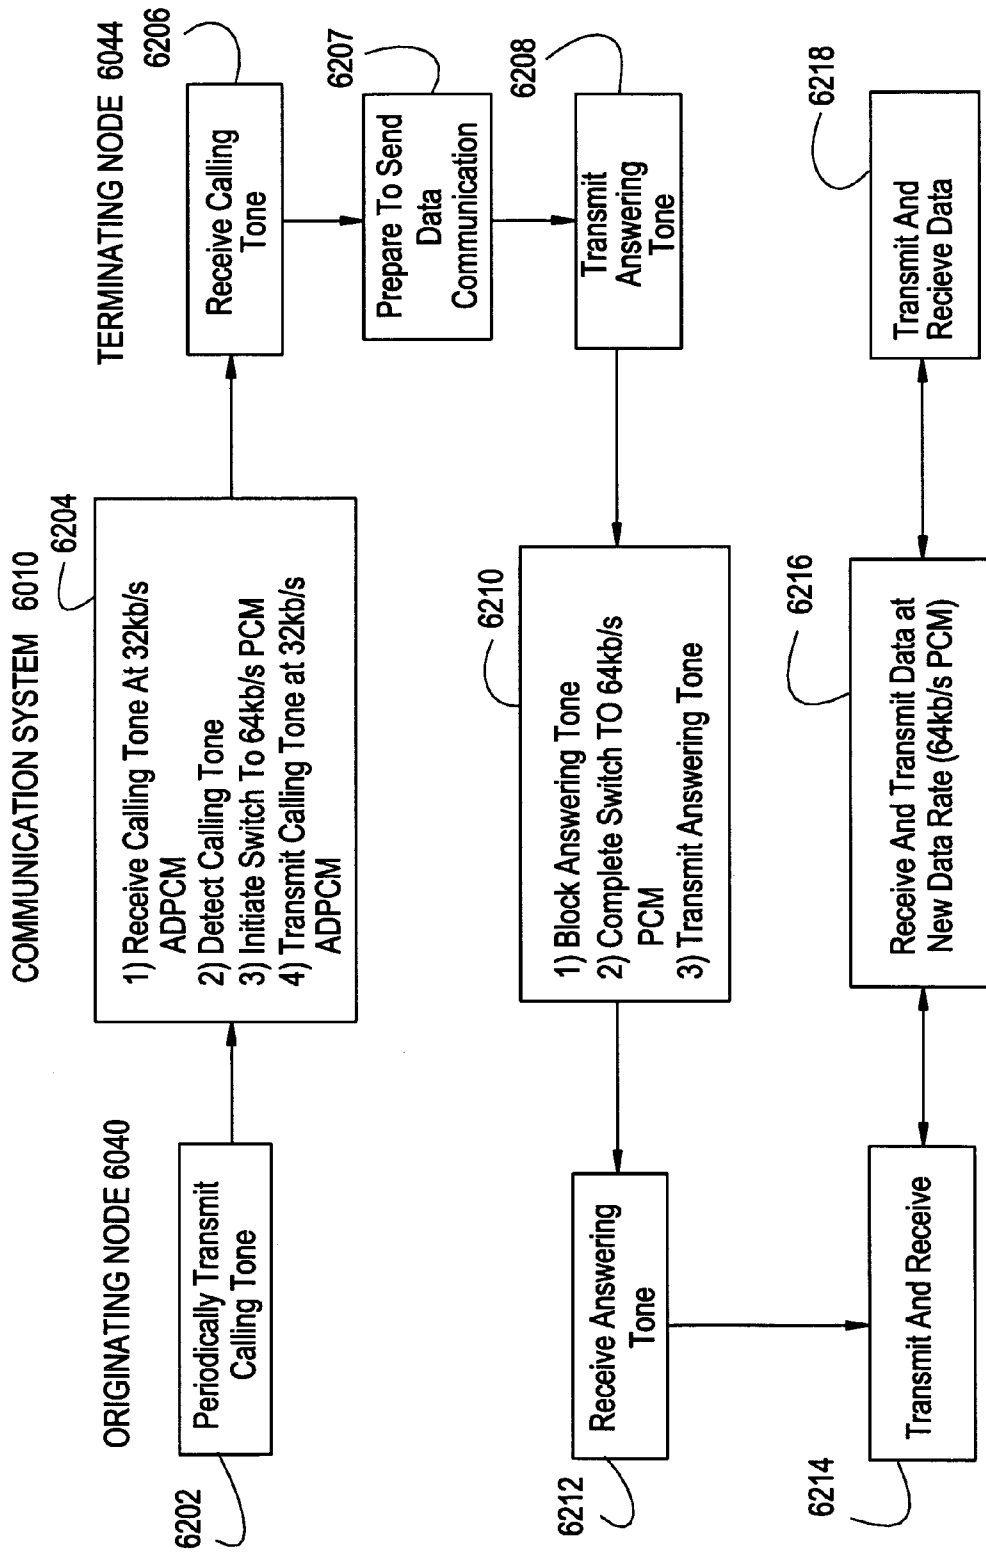 ORIGINATING NODE 6040
COMMUNICATION SYSTEM 6010
TERMINATING NODE 6044
6202
Periodically Transmit
Calling Tone
6204
1) Receive Calling Tone At 32kb/s
ADPCM
2) Detect Calling Tone
3) Initiate Switch To 64kb/s PCM
4) Transmit Calling Tone at 32kb/s
ADPCM
6206
Receive Calling
Tone
6207
Prepare To Send
Data
Communication
6208
Transmit
Answering
Tone
6210
1) Block Answering Tone
2) Complete Switch TO 64kb/s
PCM
3) Transmit Answering Tone
6212
Receive Answering
Tone
6214
Transmit And Receive
6216
Receive And Transmit Data at
New Data Rate (64kb/s PCM)
6218
Transmit And
Recieve Data